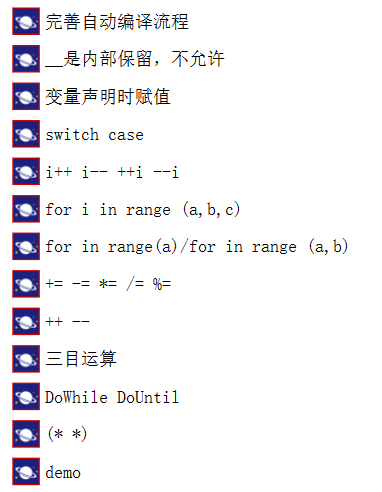 完善自动编译流程
__是内部保留，不允许
变量声明时赋值
switch case
i++ i-- ++i --i
for i in range (a,b,c)
for in range(a)/for in range (a,b)
+= -= *= /= %=
++ --
三目运算
DoWhile DoUntil
(* *)
demo